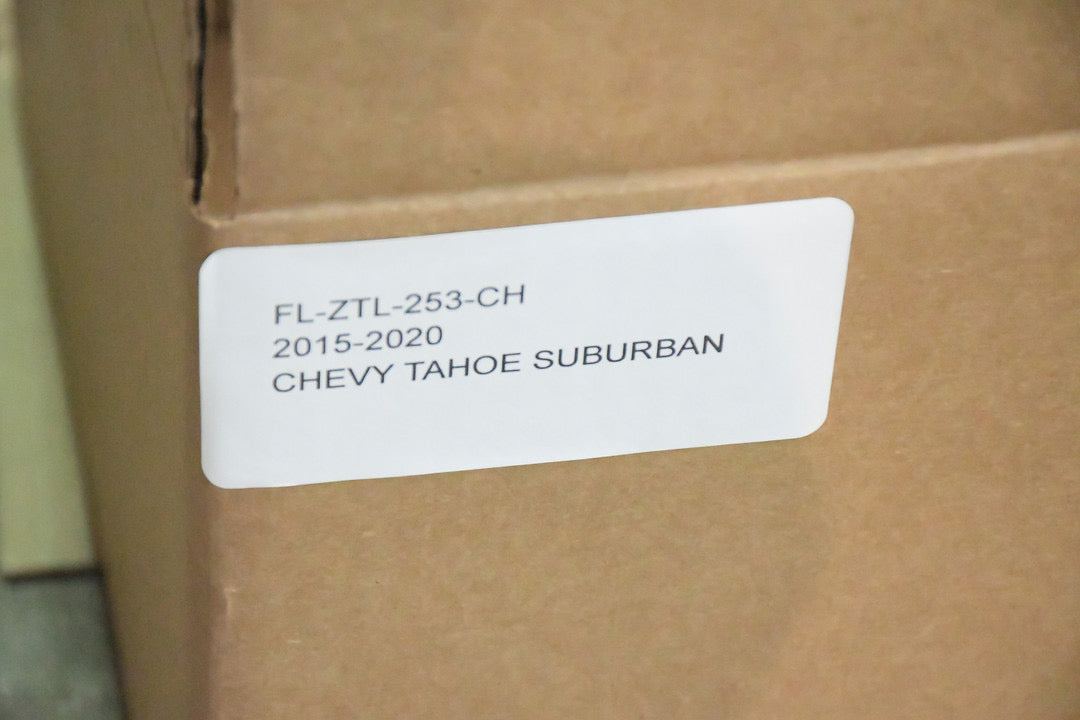 FL-ZTL-253-CH
2015-2020
CHEVY TAHOE SUBURBAN